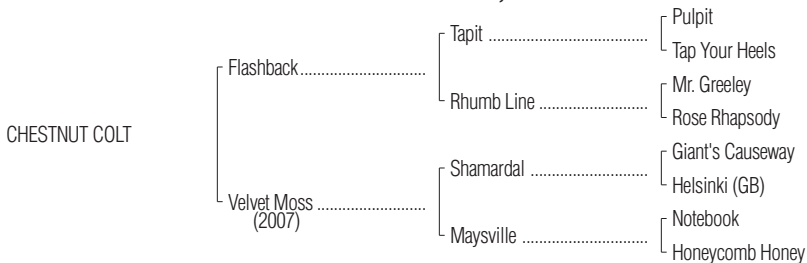 Pulpit
Tapit ............................................
Tap Your Heels
Flashback..................................
Mr. Greeley
Rhumb Line ..............................
Rose Rhapsody
CHESTNUT COLT
Giant's Causeway
Shamardal ................................
Helsinki (GB)
Velvet Moss ..............................
(2007)
Notebook
Maysville ..................................
Honeycomb Honey